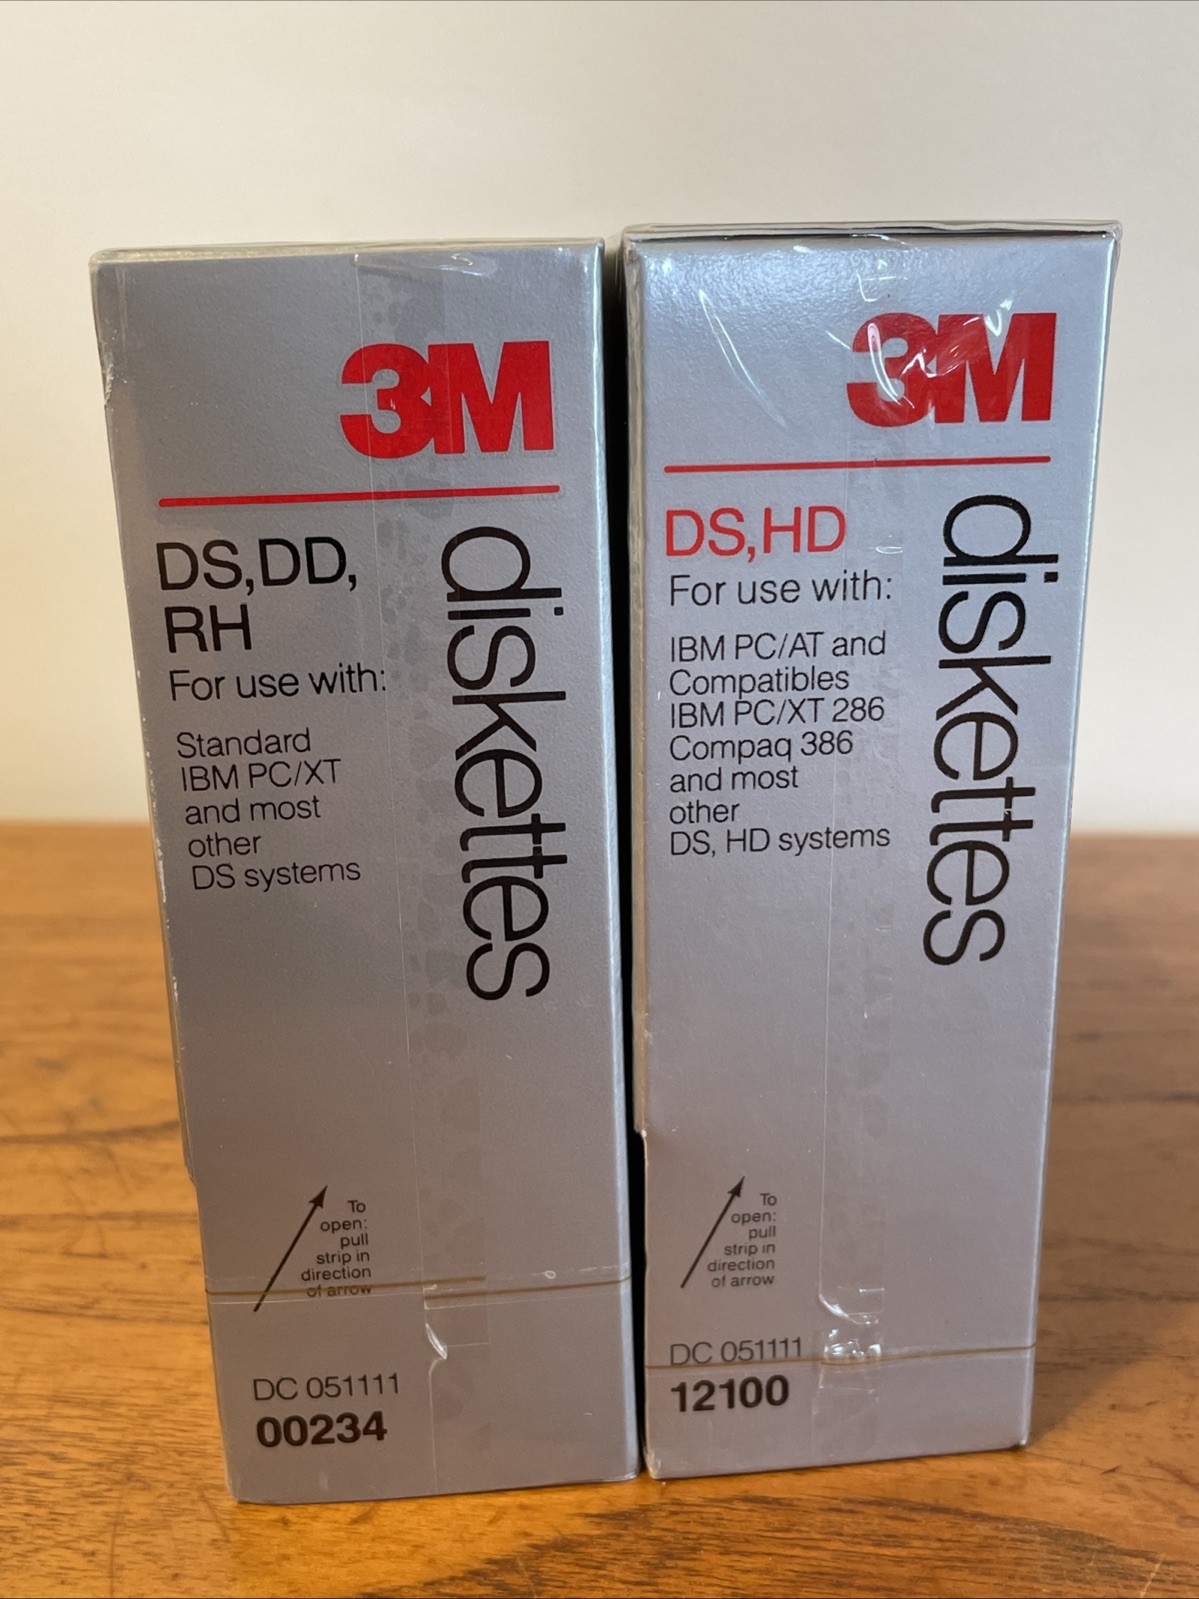 3M
DS,DD,
RH
For use with:
Standard
IBM PC/XT
and most
other
DS systems
diskettes
To
open:
pull
strip in
direction
of arrow
DC 051111
00234
3M
DS,HD
For use with:
IBM PC/AT and
Compatibles
IBM PC/XT 286
Compaq 386
and most
other
DS, HD systems
diskettes
To
open:
pull
strip in
direction
of arrow
DC 051111
12100